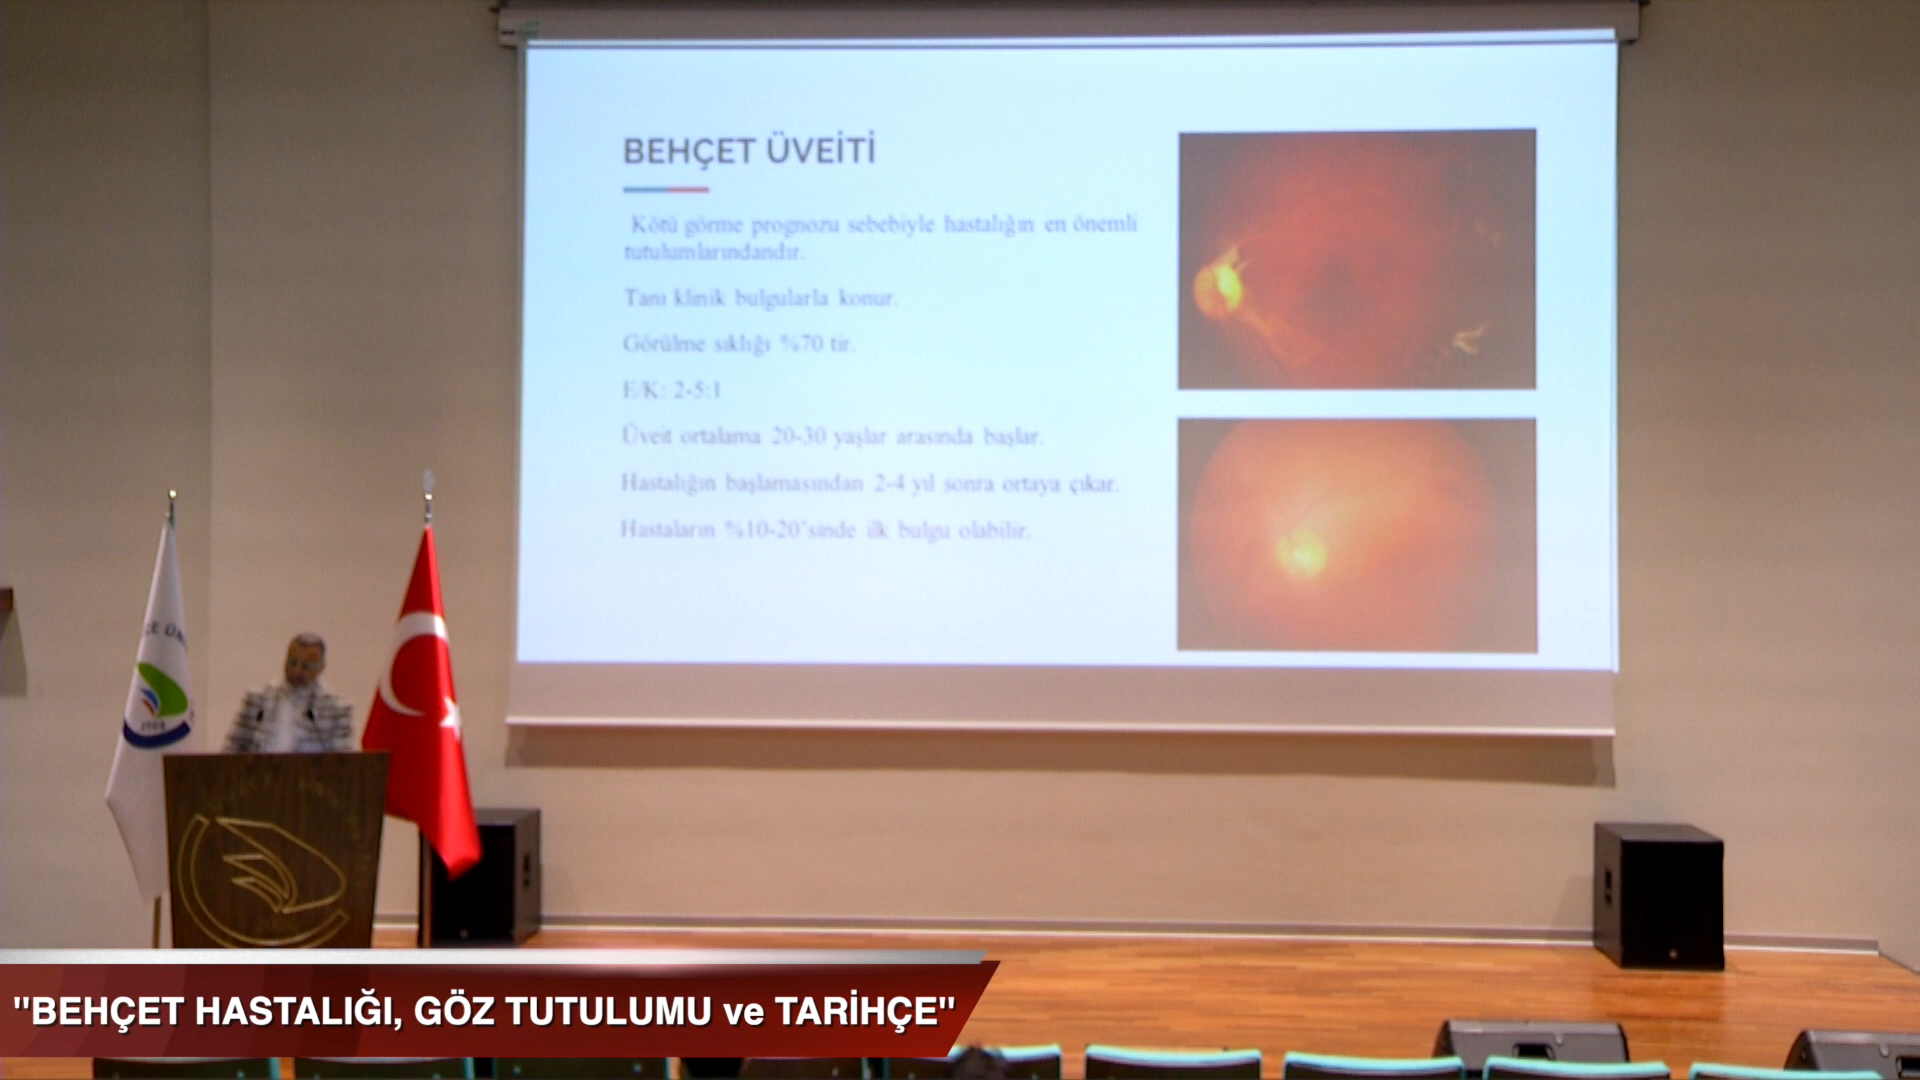 BEHÇET ÜVEİTİ
Kötü görme prognozu sebebiyle hastalığın en önemli
tutulumlarındandır.
Tanı klinik bulgularla konur.
Görülme sıklığı %70 tir.
E/K: 2-5:1
Üveit ortalama 20-30 yaşlar arasında başlar.
Hastalığın başlamasından 2-4 yıl sonra ortaya çıkar.
Hastaların %10-20'sinde ilk bulgu olabilir.
"BEHÇET HASTALIĞI, GÖZ TUTULUMU ve TARİHÇE"